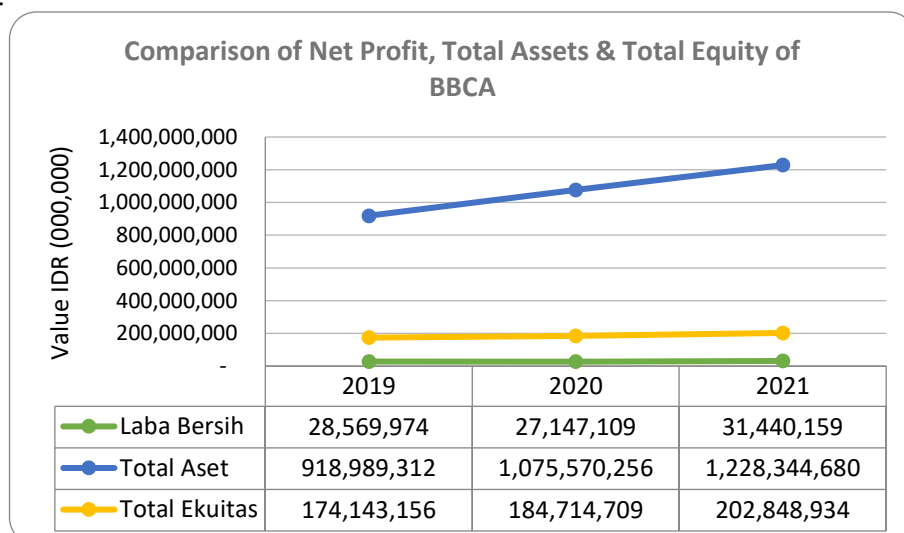 .
Comparison of Net Profit, Total Assets & Total Equity of
BBCA
Value IDR (000,000)
1,400,000,000
1,200,000,000
1,000,000,000
800,000,000
600,000,000
400,000,000
200,000,000
-
2019 2020 2021
Laba Bersih 28,569,974 27,147,109 31,440,159
Total Aset 918,989,312 1,075,570,256 1,228,344,680
Total Ekuitas 174,143,156 184,714,709 202,848,934